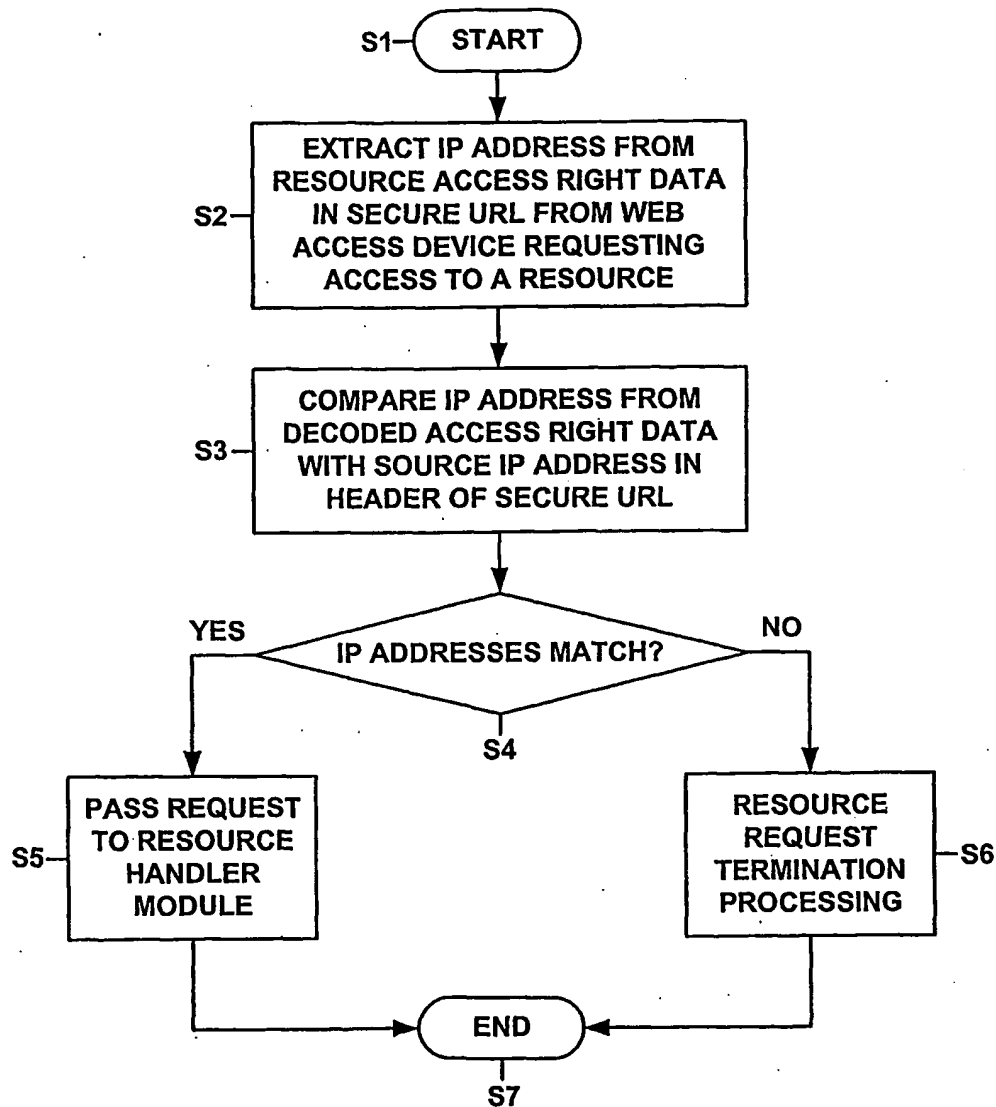 S1
START
EXTRACT IP ADDRESS FROM
RESOURCE ACCESS RIGHT DATA
IN SECURE URL FROM WEB
ACCESS DEVICE REQUESTING
ACCESS TO A RESOURCE
S2
COMPARE IP ADDRESS FROM
DECODED ACCESS RIGHT DATA
WITH SOURCE IP ADDRESS IN
HEADER OF SECURE URL
S3
YES
IP ADDRESSES MATCH?
NO
S4
PASS REQUEST
TO RESOURCE
HANDLER
MODULE
S5
RESOURCE
REQUEST
TERMINATION
PROCESSING
S6
END
S7